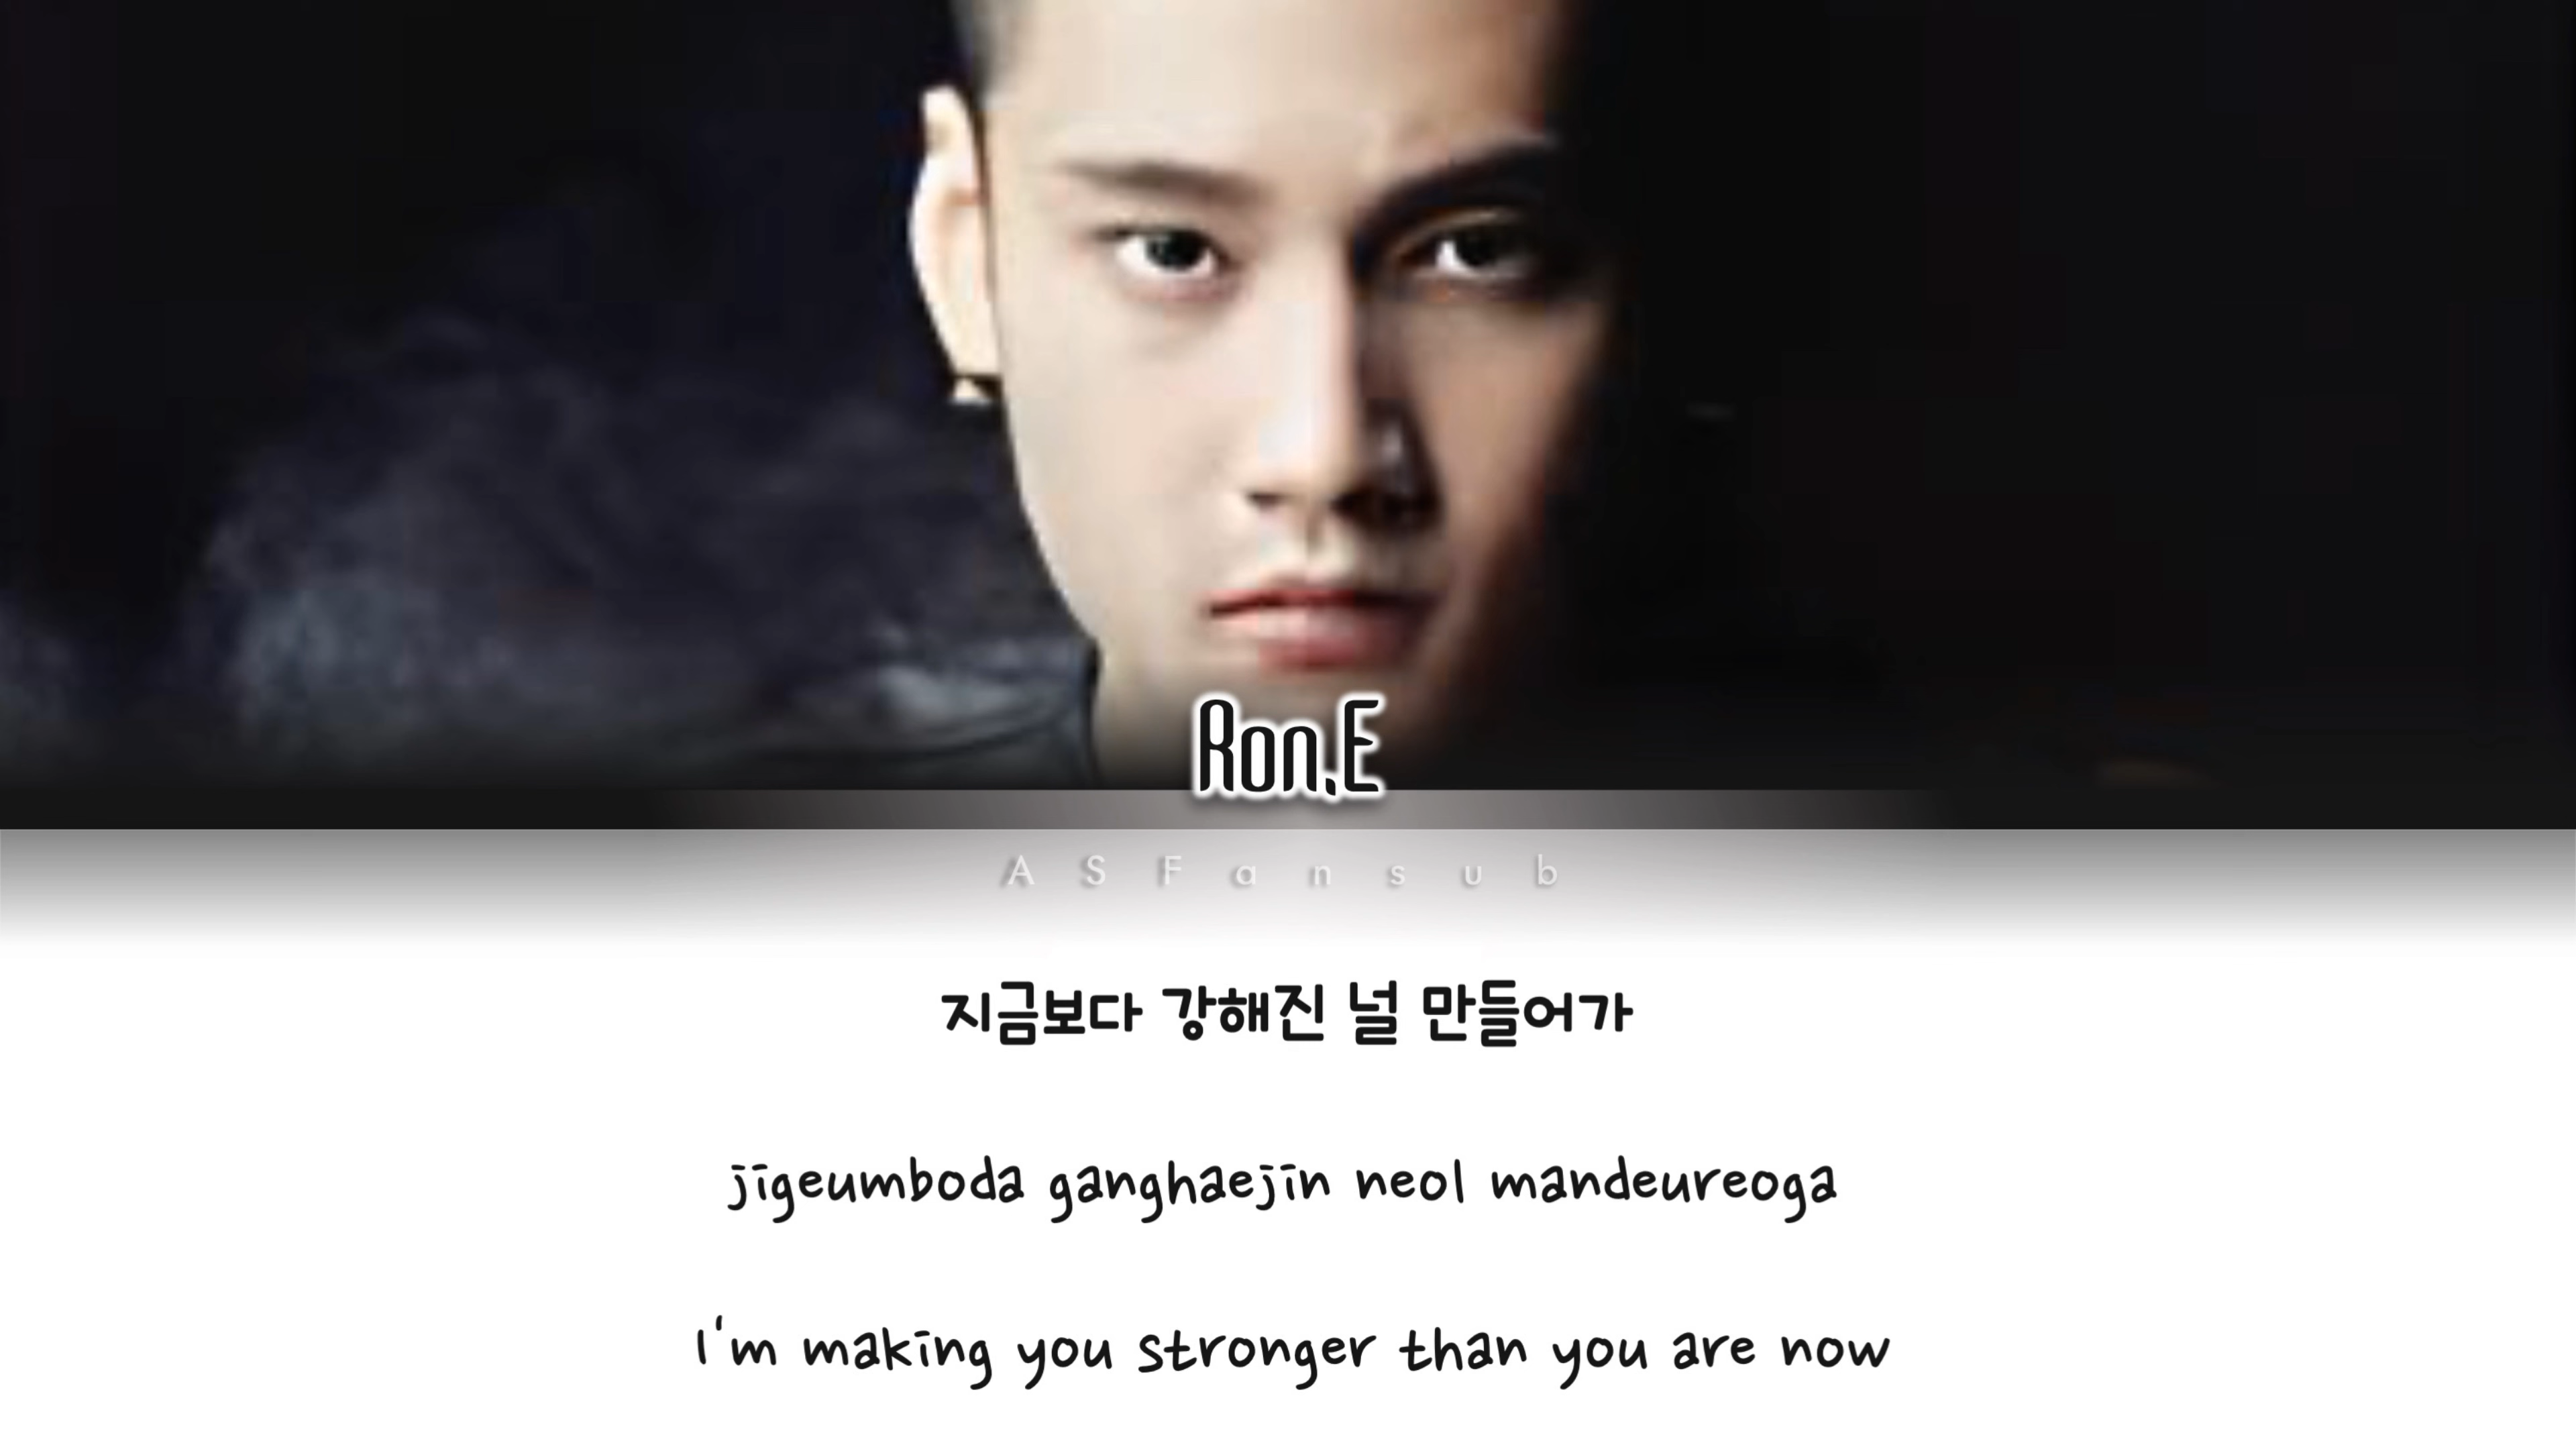 Ron.E
ASFansub
지금보다 강해진 널 만들어가
jigeumboda ganghaejin neol mandeureoga
I'm making you stronger than you are now